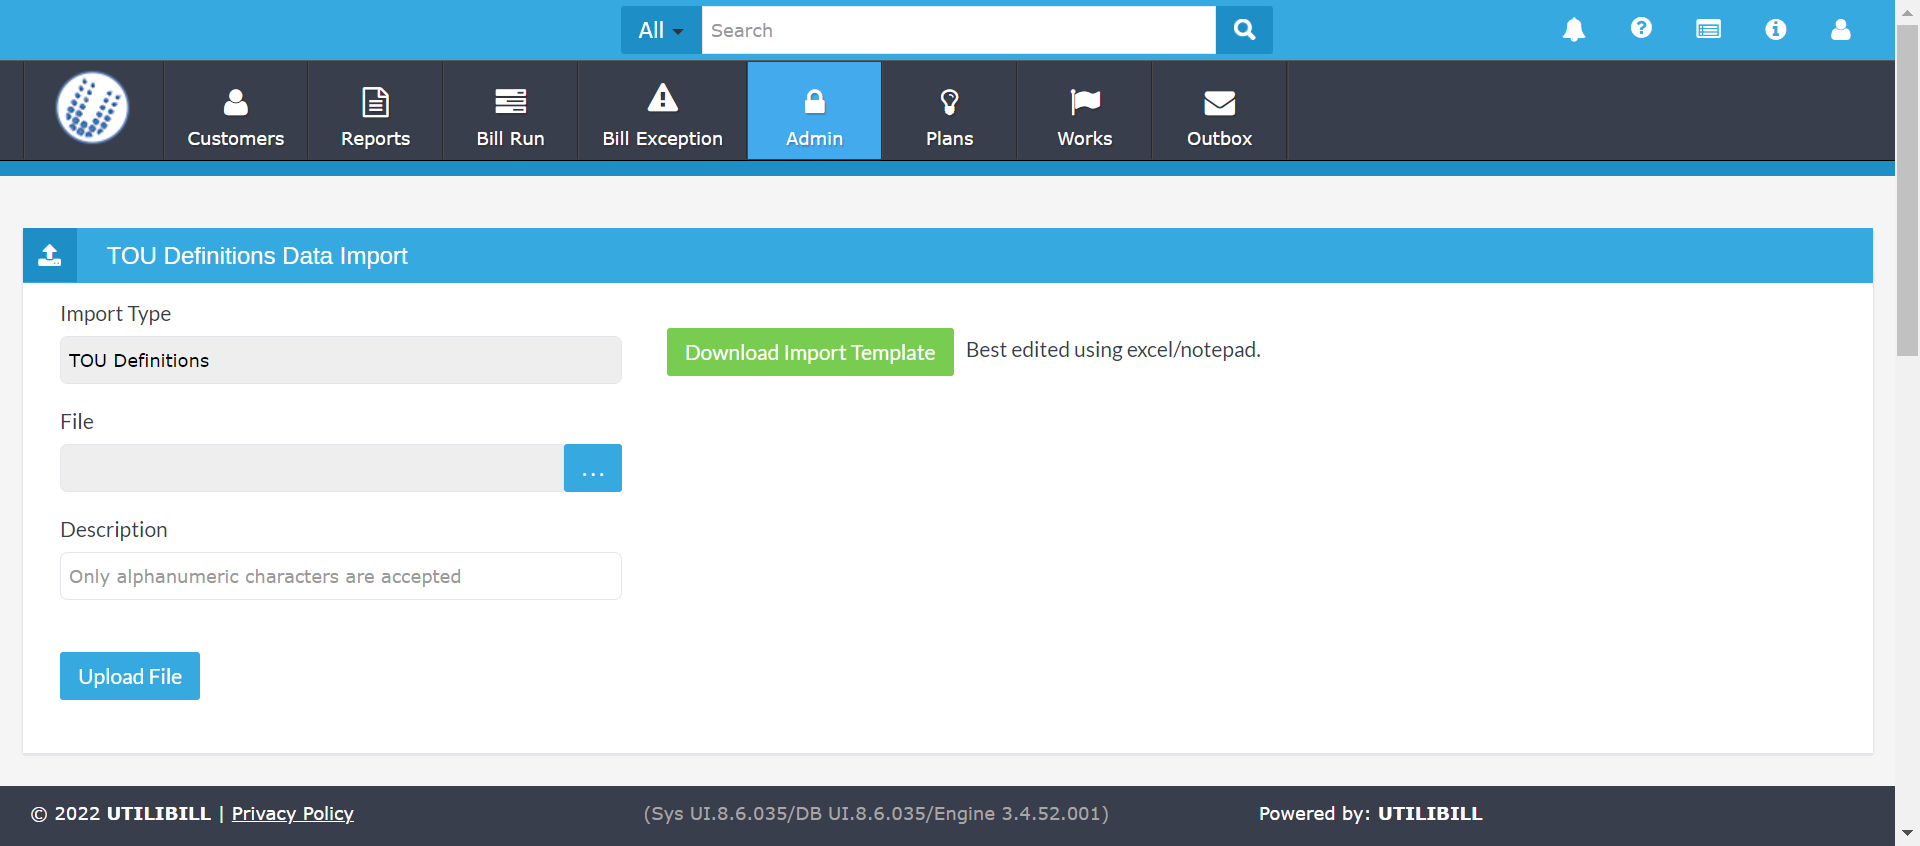 All
Search
Customers
Reports
Bill Run
Bill Exception
Admin
Plans
Works
Outbox
TOU Definitions Data Import
Import Type
TOU Definitions
Download Import Template
Best edited using excel/notepad.
File
...
Description
Only alphanumeric characters are accepted
Upload File
© 2022 UTILIBILL | Privacy Policy
(Sys UI.8.6.035/DB UI.8.6.035/Engine 3.4.52.001)
Powered by: UTILIBILL